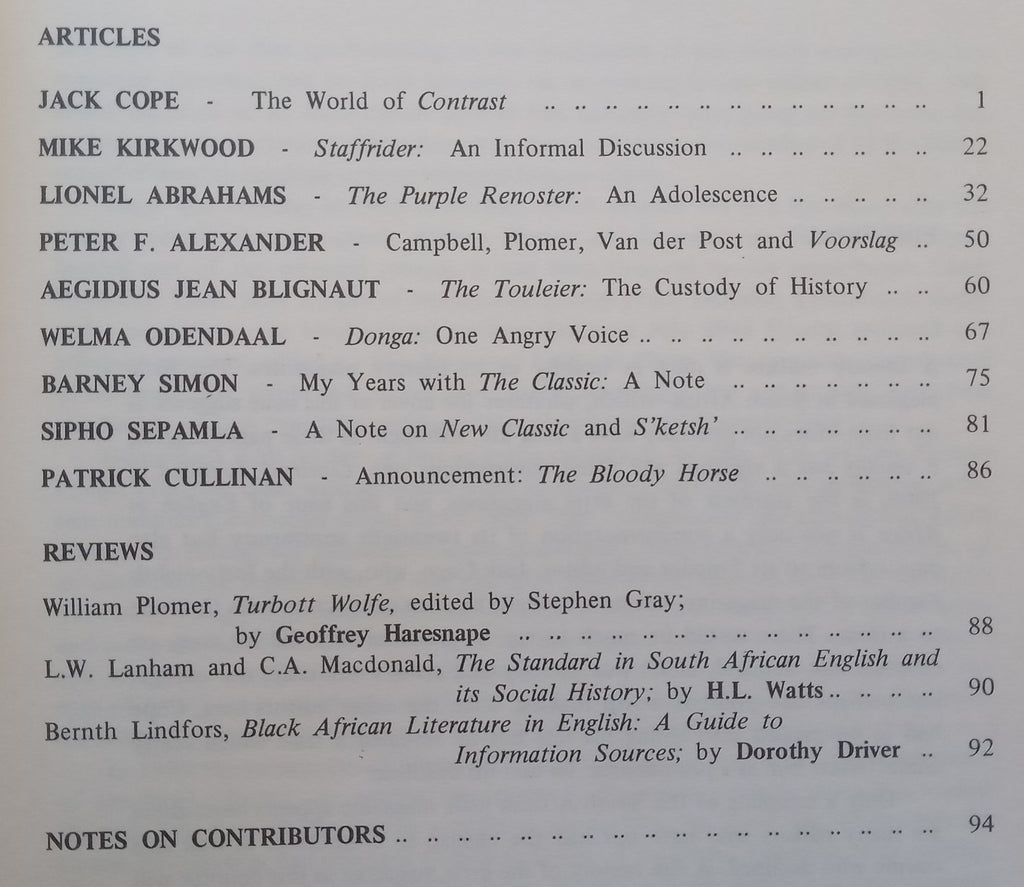 ARTICLES
JACK COPE - The World of Contrast .. .. .. .. .. .. .. .. .. .. .. .. .. 1
MIKE KIRKWOOD - Staffrider: An Informal Discussion .. .. .. .. .. .. .. 22
LIONEL ABRAHAMS - The Purple Renoster: An Adolescence .. .. .. .. .. 32
PETER F. ALEXANDER - Campbell, Plomer, Van der Post and Voorslag .. 50
AEGIDIUS JEAN BLIGNAUT - The Touleier: The Custody of History .. .. 60
WELMA ODENDAAL - Donga: One Angry Voice .. .. .. .. .. .. .. .. .. .. 67
BARNEY SIMON - My Years with The Classic: A Note .. .. .. .. .. .. .. 75
SIPHO SEPAMLA - A Note on New Classic and S'ketsh' .. .. .. .. .. .. .. 81
PATRICK CULLINAN - Announcement: The Bloody Horse .. .. .. .. .. .. 86
REVIEWS
William Plomer, Turbott Wolfe, edited by Stephen Gray;
by Geoffrey Haresnape .. .. .. .. .. .. .. .. .. .. .. .. .. .. 88
L.W. Lanham and C.A. Macdonald, The Standard in South African English and
its Social History; by H.L. Watts .. .. .. .. 90
Bernth Lindfors, Black African Literature in English: A Guide to
Information Sources; by Dorothy Driver .. 92
NOTES ON CONTRIBUTORS .. .. .. .. .. .. .. .. .. .. .. .. .. .. .. .. .. .. 94